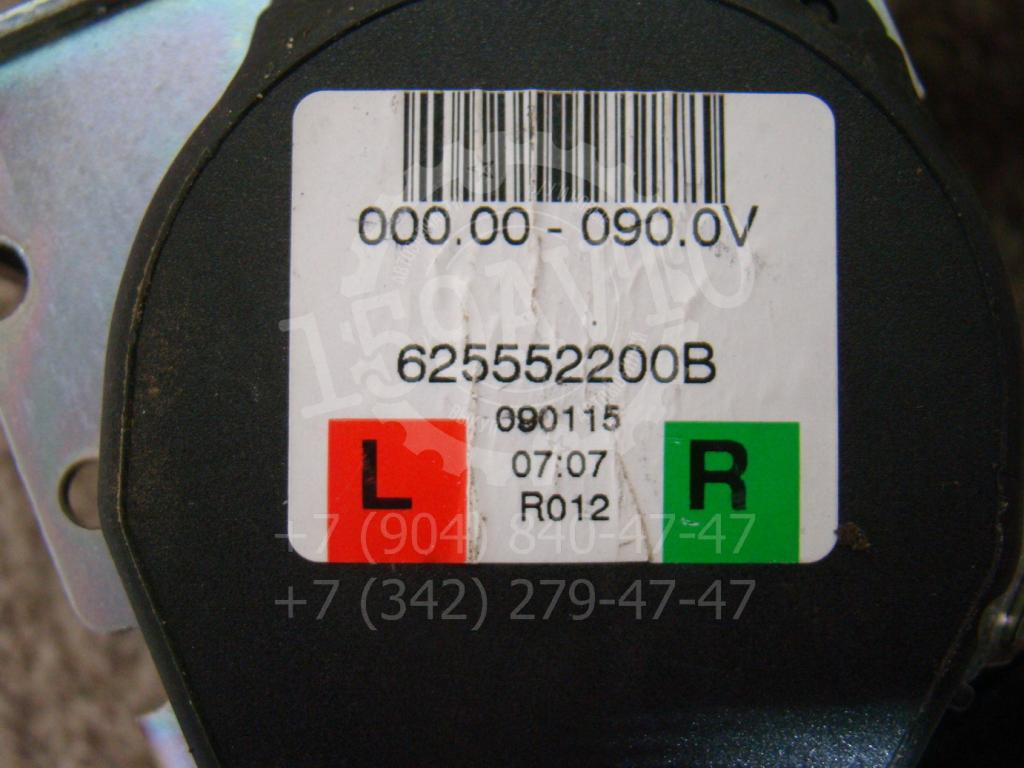 000.00 - 090.0V
159AVTO
625552200B
090115
07:07
R012
L
R
+7 (904) 840-47-47
+7 (342) 279-47-47